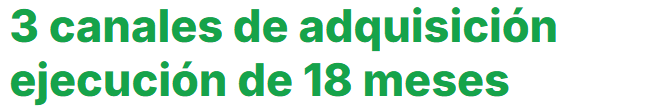 3 canales de adquisición
ejecución de 18 meses